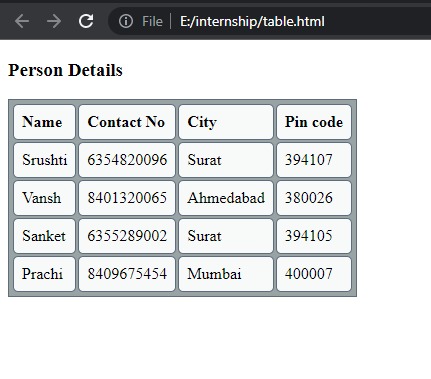 File E:/internship/table.html
Person Details
Name Contact No City Pin code
Srushti 6354820096 Surat 394107
Vansh 8401320065 Ahmedabad 380026
Sanket 6355289002 Surat 394105
Prachi 8409675454 Mumbai 400007